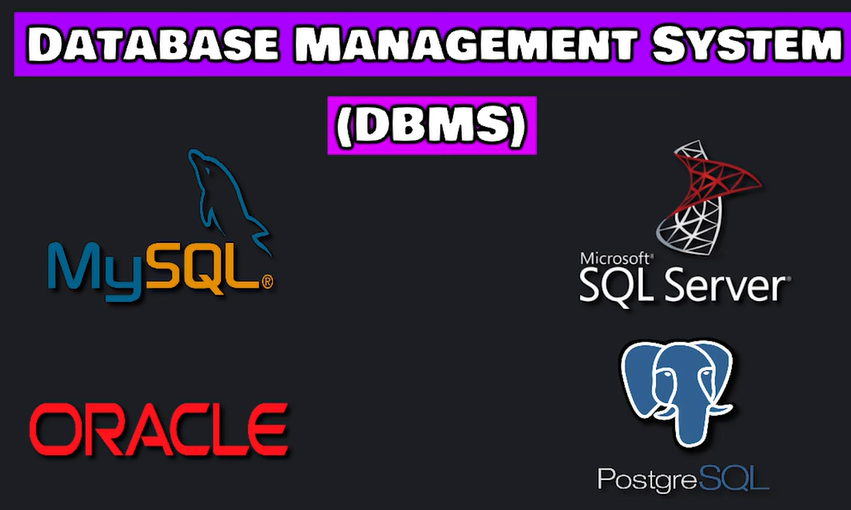 DATABASE MANAGEMENT SYSTEM
(DBMS)
MySQL®
Microsoft®
SQL Server®
ORACLE
PostgreSQL